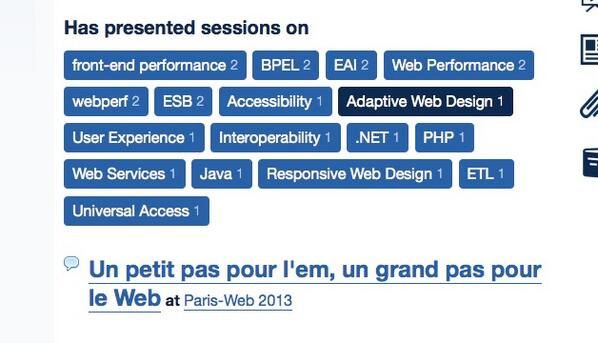 Has presented sessions on
front-end performance 2 BPEL 2 EAI 2 Web Performance 2
webperf 2 ESB 2 Accessibility 1 Adaptive Web Design 1
User Experience 1 Interoperability 1 .NET 1 PHP 1
Web Services 1 Java 1 Responsive Web Design 1 ETL 1
Universal Access 1
Un petit pas pour l'em, un grand pas pour
le Web at Paris-Web 2013